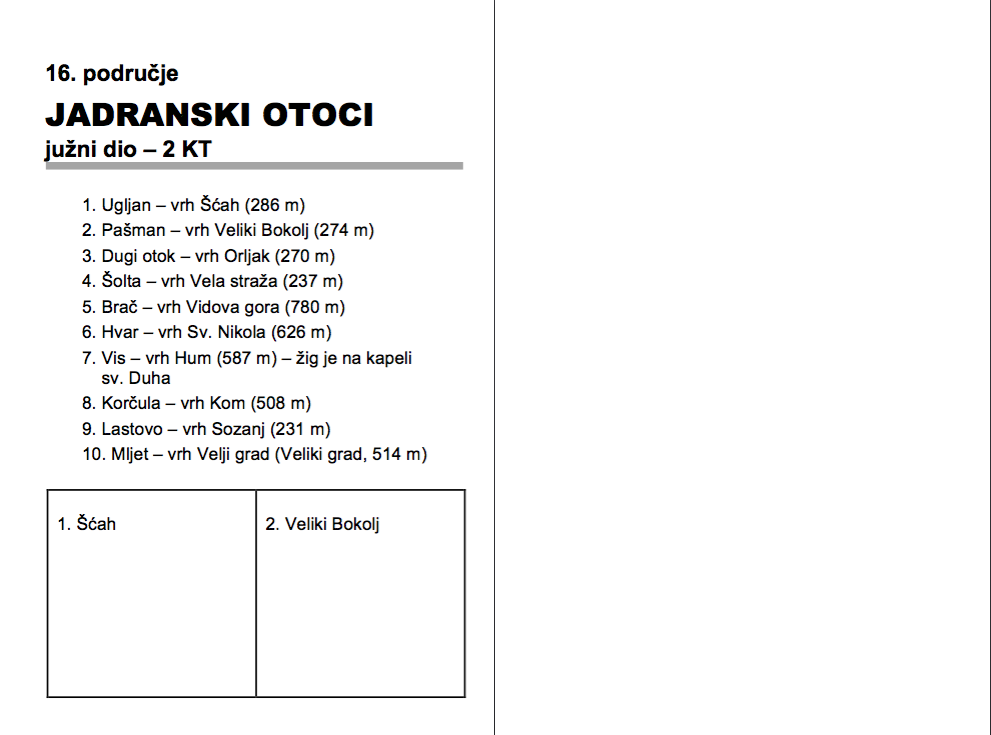 16. područje
JADRANSKI OTOCI
južni dio – 2 KT
1. Ugljan – vrh Šćah (286 m)
2. Pašman – vrh Veliki Bokolj (274 m)
3. Dugi otok – vrh Orljak (270 m)
4. Šolta – vrh Vela straža (237 m)
5. Brač – vrh Vidova gora (780 m)
6. Hvar – vrh Sv. Nikola (626 m)
7. Vis – vrh Hum (587 m) – žig je na kapeli
sv. Duha
8. Korčula – vrh Kom (508 m)
9. Lastovo – vrh Sozanj (231 m)
10. Mljet – vrh Velji grad (Veliki grad, 514 m)
1. Šćah
2. Veliki Bokolj